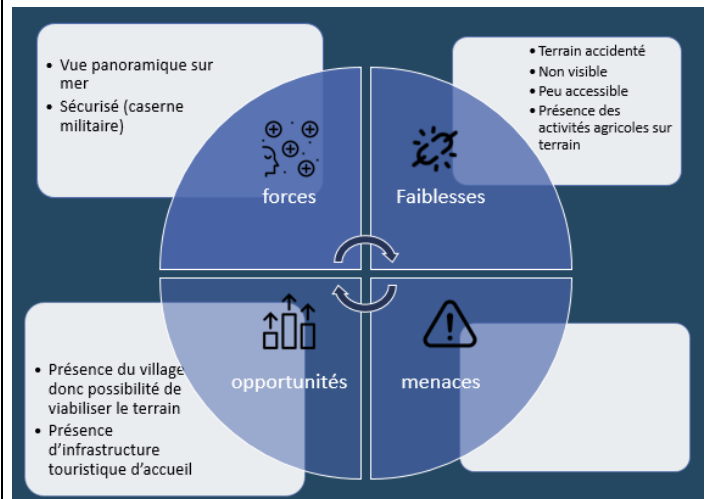 • Vue panoramique sur
mer
• Sécurisé (caserne
militaire)
• Terrain accidenté
• Non visible
• Peu accessible
• Présence des
activités agricoles sur
terrain
forces
Faiblesses
opportunités
menaces
• Présence du village
donc possibilité de
viabiliser le terrain
• Présence
d'infrastructure
touristique d'accueil